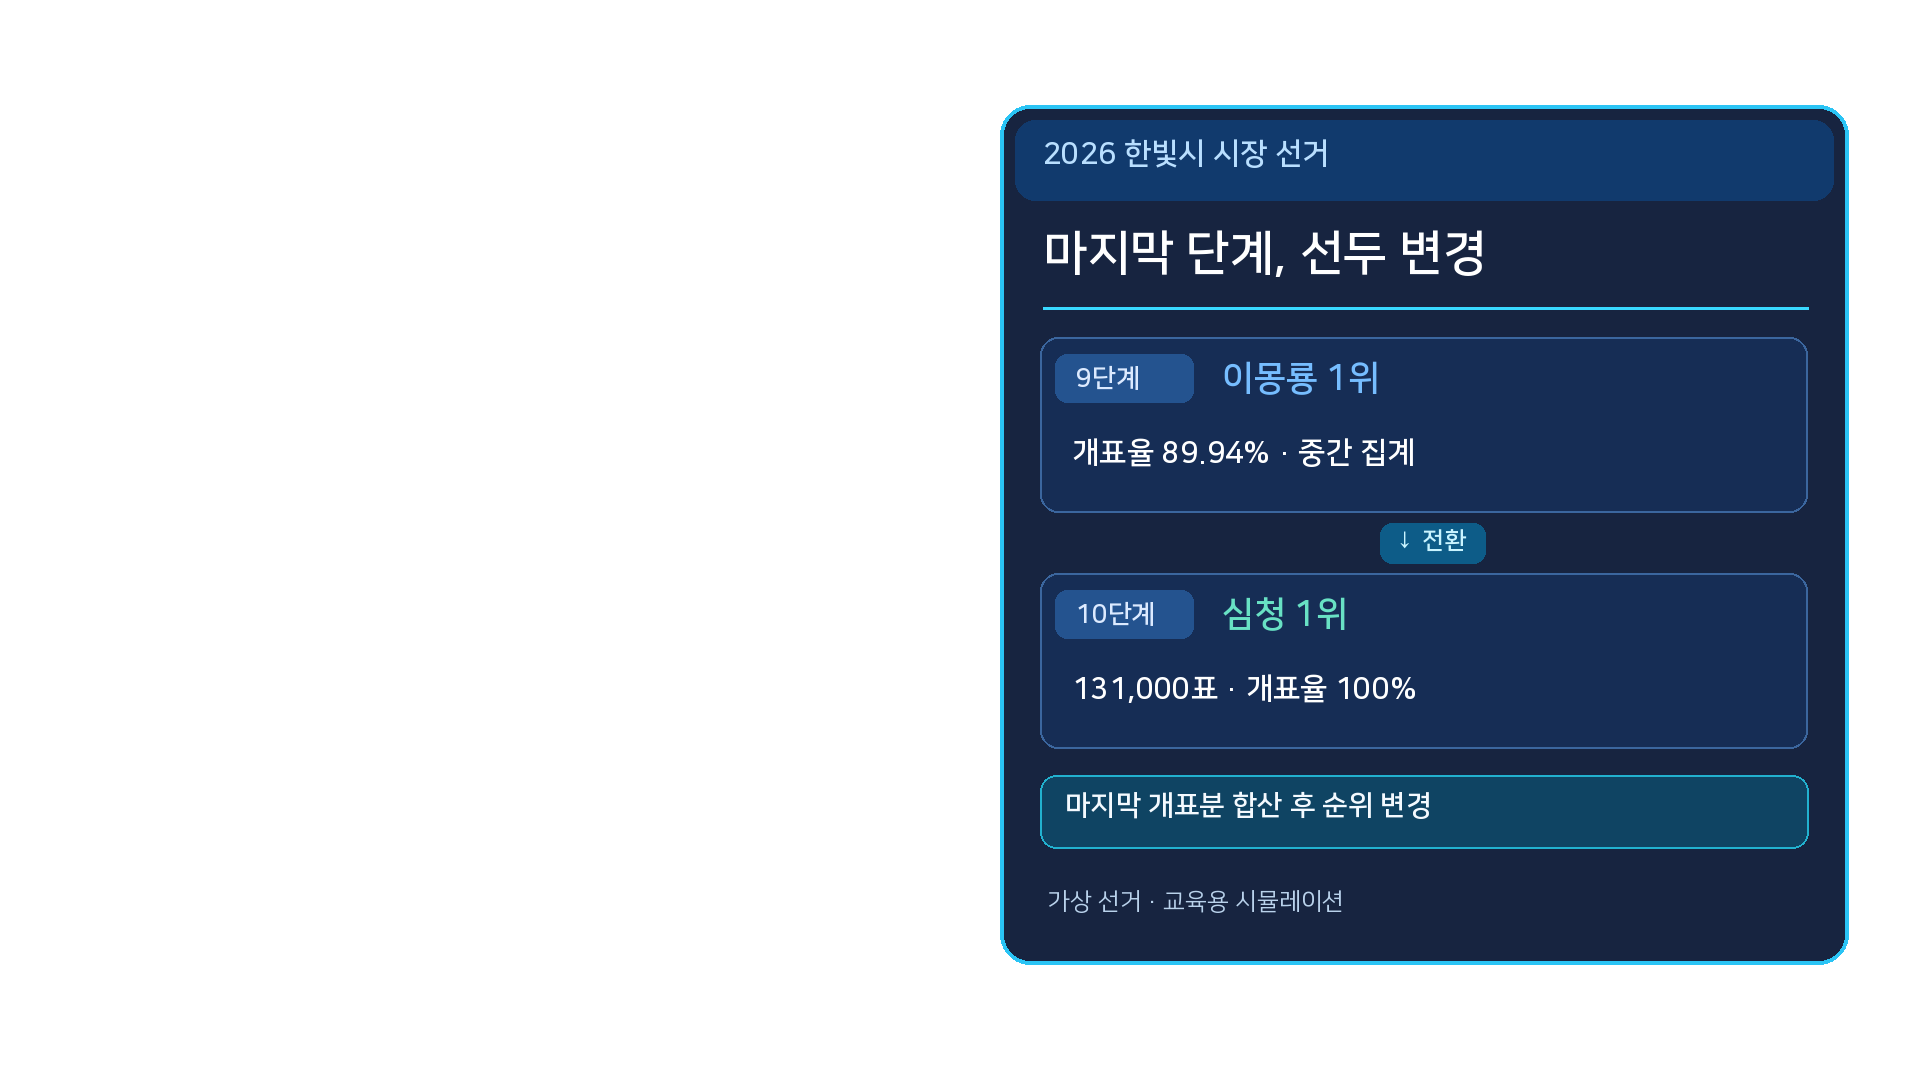 2026 한빛시 시장 선거
마지막 단계, 선두 변경
9단계 이몽룡 1위
개표율 89.94% · 중간 집계
↓ 전환
10단계 심청 1위
131,000표 · 개표율 100%
마지막 개표분 합산 후 순위 변경
가상 선거 · 교육용 시뮬레이션